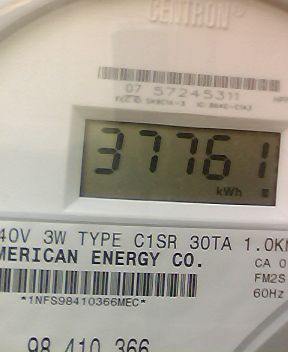 CENTRON®
07 57245311
37761
kWh
40V 3W TYPE C1SR 30TA 1.0K
MERICAN ENERGY CO.
CA 0
FM2S
*1NFS98410366MEC*
60Hz
98 410 366